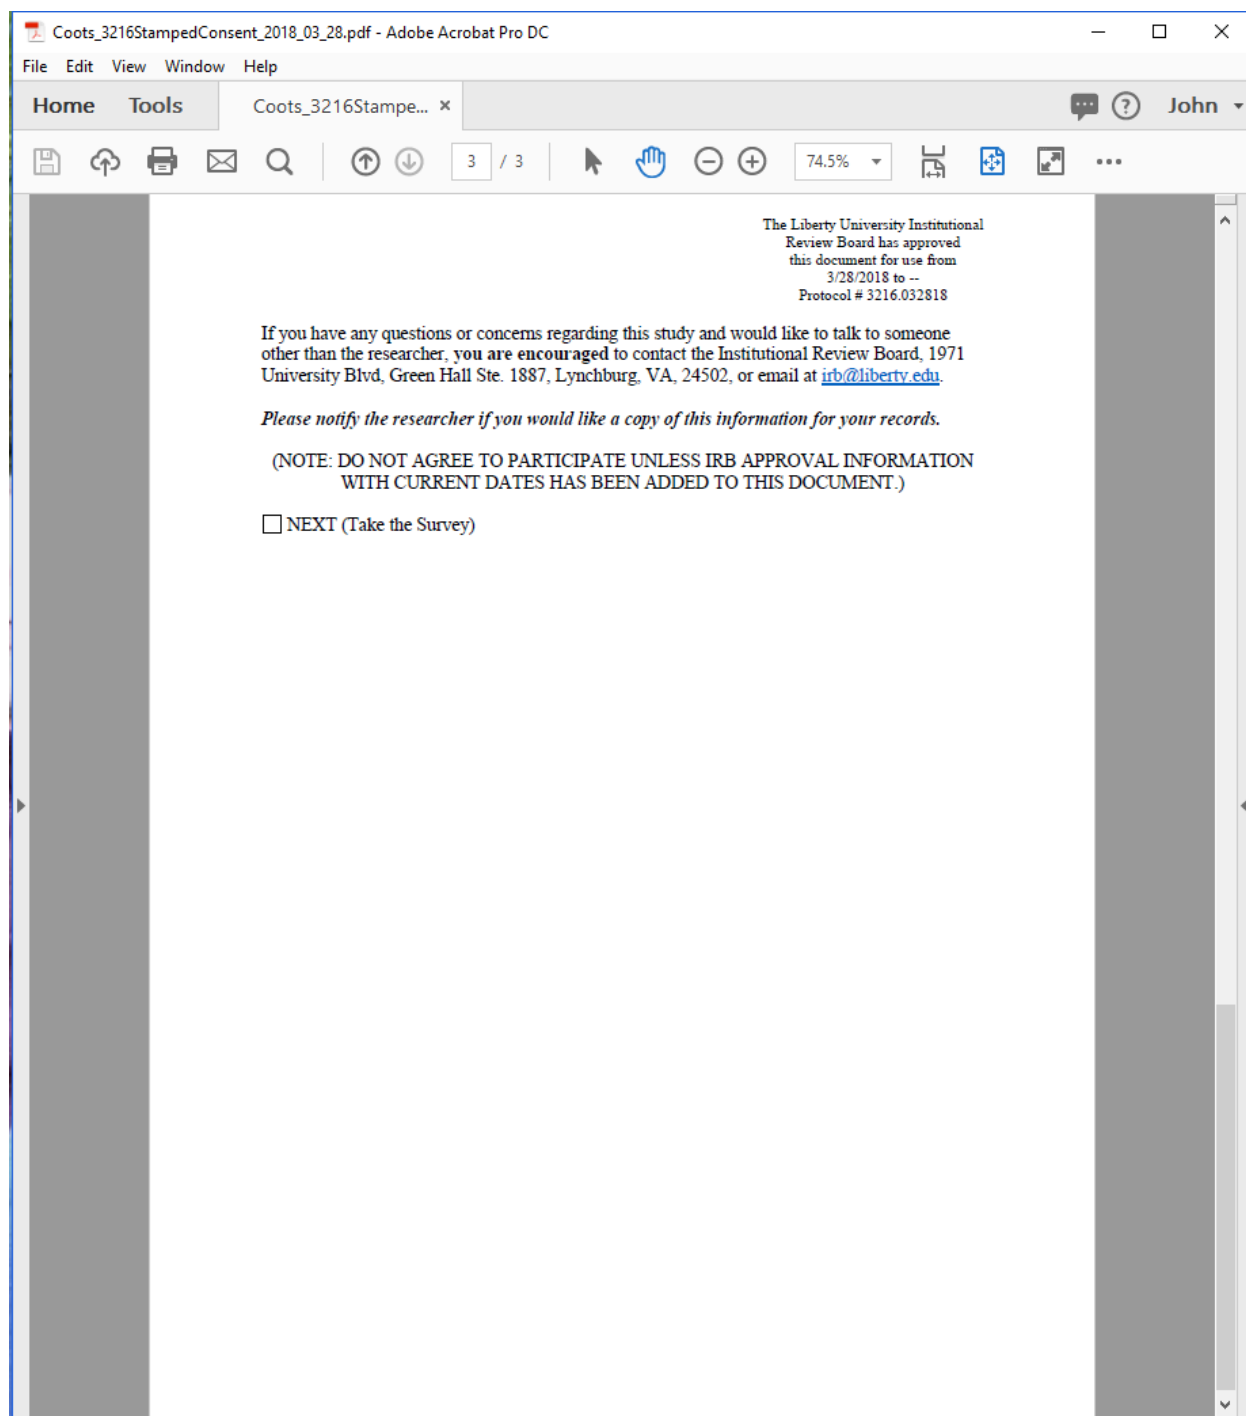 Coots_3216StampedConsent_2018_03_28.pdf - Adobe Acrobat Pro DC
File Edit View Window Help
Home Tools Coots_3216Stampe... × John
3 / 3 74.5%
The Liberty University Institutional
Review Board has approved
this document for use from
3/28/2018 to --
Protocol # 3216.032818
If you have any questions or concerns regarding this study and would like to talk to someone
other than the researcher, you are encouraged to contact the Institutional Review Board, 1971
University Blvd, Green Hall Ste. 1887, Lynchburg, VA, 24502, or email at irb@liberty.edu.
Please notify the researcher if you would like a copy of this information for your records.
(NOTE: DO NOT AGREE TO PARTICIPATE UNLESS IRB APPROVAL INFORMATION
WITH CURRENT DATES HAS BEEN ADDED TO THIS DOCUMENT.)
NEXT (Take the Survey)